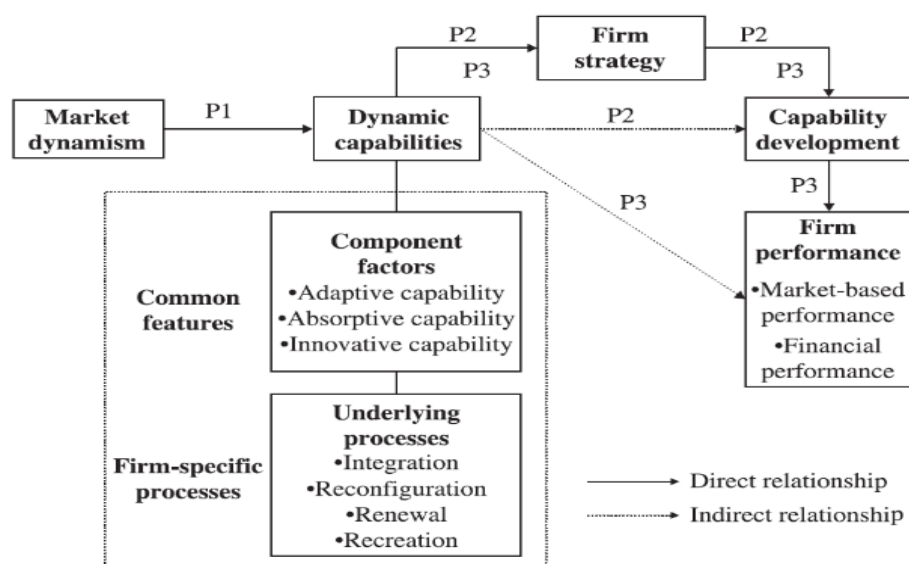 P2
Firm
strategy
P2
P3
P3
Market
dynamism
P1
Dynamic
capabilities
P2
Capability
development
P3
P3
Component
factors
•Adaptive capability
•Absorptive capability
•Innovative capability
Common
features
Firm
performance
•Market-based
performance
•Financial
performance
Underlying
processes
•Integration
•Reconfiguration
•Renewal
•Recreation
Firm-specific
processes
Direct relationship
Indirect relationship